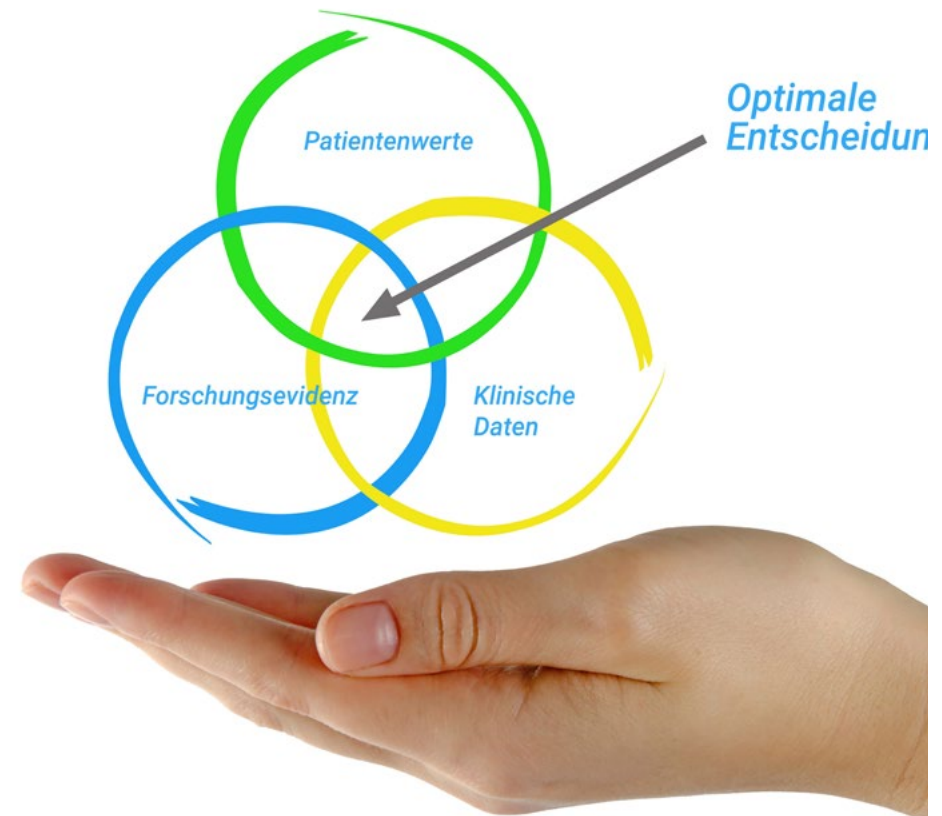 Patientenwerte
Optimale
Entscheidun
Forschungsevidenz
Klinische
Daten